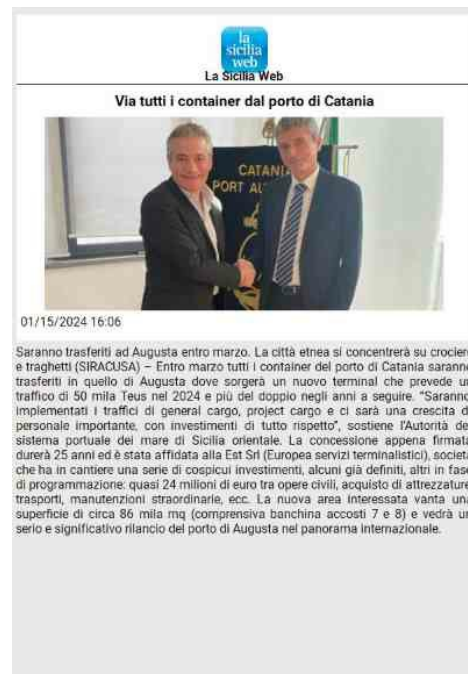 la
sicilia
web
La Sicilia Web
Via tutti i container dal porto di Catania
CATANIA
PORT AU
01/15/2024 16:06
Saranno trasferiti ad Augusta entro marzo. La città etnea si concentrerà su crociere
e traghetti (SIRACUSA) – Entro marzo tutti i container del porto di Catania saranno
trasferiti in quello di Augusta dove sorgerà un nuovo terminal che prevede un
traffico di 50 mila Teus nel 2024 e più del doppio negli anni a seguire. “Saranno
implementati i traffici di general cargo, project cargo e ci sarà una crescita di
personale importante, con investimenti di tutto rispetto”, sostiene l’Autorità del
sistema portuale del mare di Sicilia orientale. La concessione appena firmata
durerà 25 anni ed è stata affidata alla Est Srl (Europea servizi terminalistici), società
che ha in cantiere una serie di cospicui investimenti, alcuni già definiti, altri in fase
di programmazione: quasi 24 milioni di euro tra opere civili, acquisto di attrezzature
trasporti, manutenzioni straordinarie, ecc. La nuova area interessata vanta una
superficie di circa 86 mila mq (comprensiva banchina accosti 7 e 8) e vedrà un
serio e significativo rilancio del porto di Augusta nel panorama internazionale.